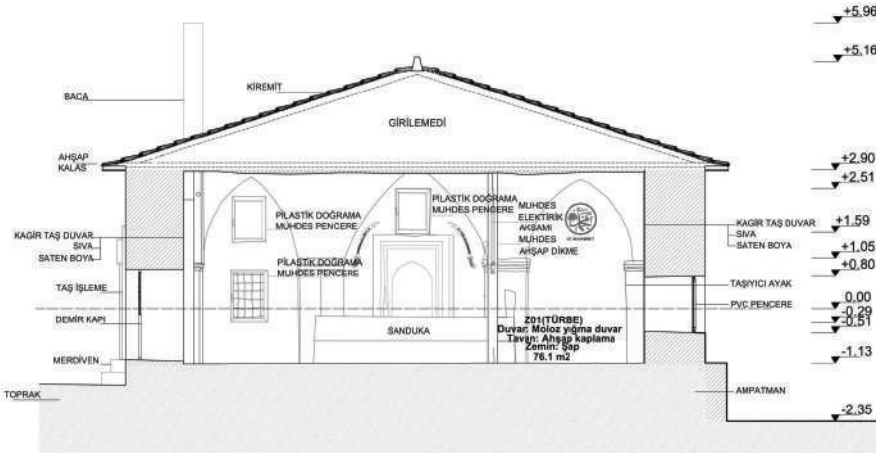 +5.96
+5.16
BACA
KİREMİT
GİRİLEMEDİ
AHŞAP
KALAS
+2.90
+2.51
PİLASTİK DOĞRAMA
MUHDES PENCERE
PİLASTİK DOĞRAMA
MUHDES PENCERE
MUHDES
ELEKTİRİK
AKSAMI
MUHDES
AHŞAP DİKME
KAGİR TAŞ DUVAR
SIVA
SATEN BOYA
KAGİR TAŞ DUVAR
SIVA
SATEN BOYA
+1.59
+1.05
+0.80
PİLASTİK DOĞRAMA
MUHDES PENCERE
TAŞ İŞLEME
TAŞIYICI AYAK
PVC PENCERE
0.00
-0.29
-0.51
DEMİR KAPI
SANDUKA
Z01(TÜRBE)
Duvar: Moloz yığma duvar
Tavan: Ahşap kaplama
Zemin: Şap
76.1 m2
MERDİVEN
-1.13
TOPRAK
AMPATMAN
-2.35